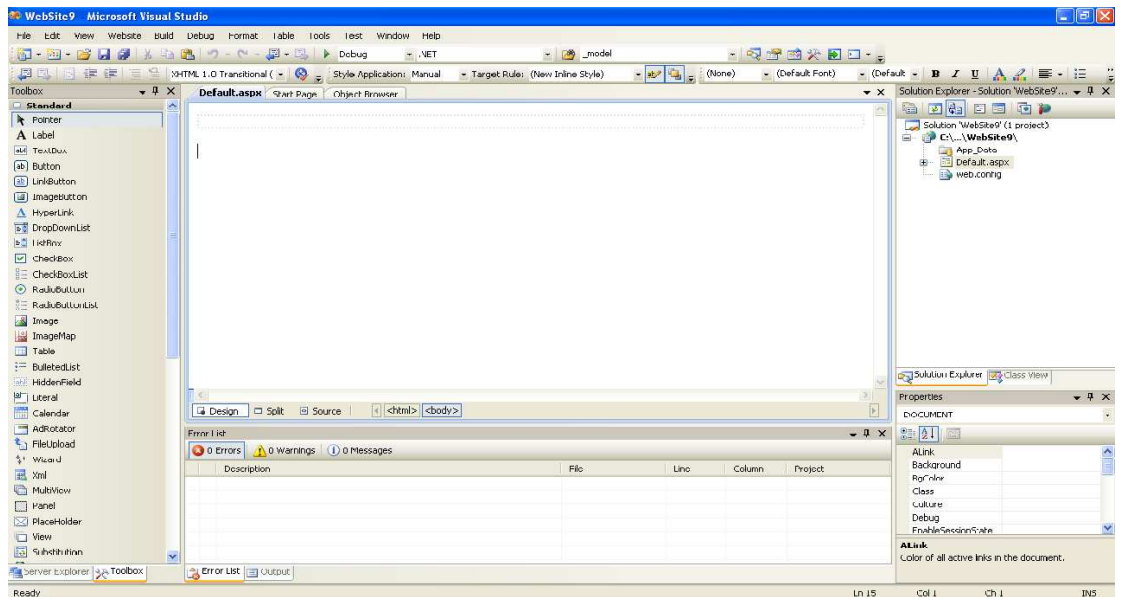 WebSite9 - Microsoft Visual Studio
File Edit View Website Build Debug Format Table Tools Test Window Help
Debug .NET _model
XHTML 1.0 Transitional ( Style Application: Manual Target Rule: (New Inline Style) (None) (Default Font) (Default B I U A
Toolbox
Standard
Pointer
A Label
TextBox
Button
LinkButton
ImageButton
A HyperLink
DropDownList
ListBox
CheckBox
CheckBoxList
RadioButton
RadioButtonList
Image
ImageMap
Table
BulletedList
HiddenField
Literal
Calendar
AdRotator
FileUpload
Wizard
Xml
MultiView
Panel
PlaceHolder
View
Substitution
Server Explorer Toolbox
Default.aspx Start Page Object Browser
Design Split Source <html> <body>
Error List
0 Errors 0 Warnings 0 Messages
Description File Line Column Project
Error List Output
Solution Explorer - Solution 'WebSite9'...
Solution 'WebSite9' (1 project)
C:\...\WebSite9\
App_Data
Default.aspx
web.config
Solution Explorer Class View
Properties
DOCUMENT
ALink
Background
BgColor
Class
Culture
Debug
EnableSessionState
ALink
Color of all active links in the document.
Ready Ln 15 Col 1 Ch 1 INS